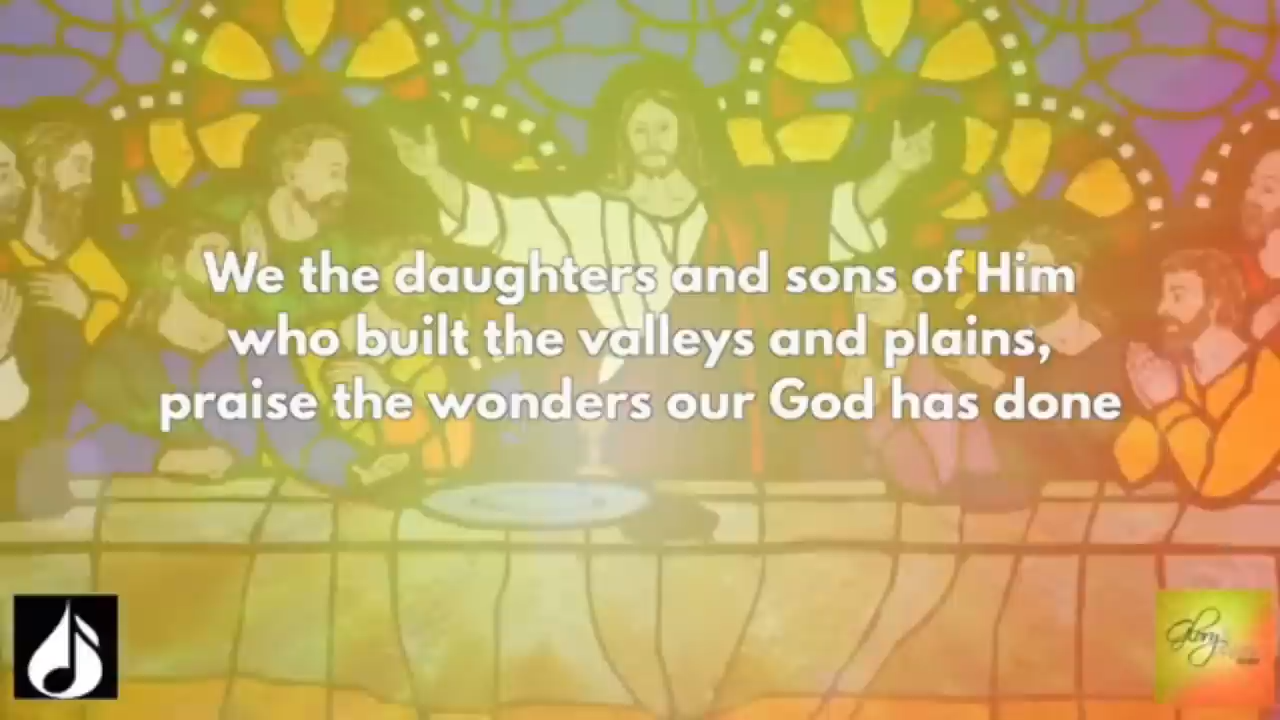 We the daughters and sons of Him
who built the valleys and plains,
praise the wonders our God has done
Glory